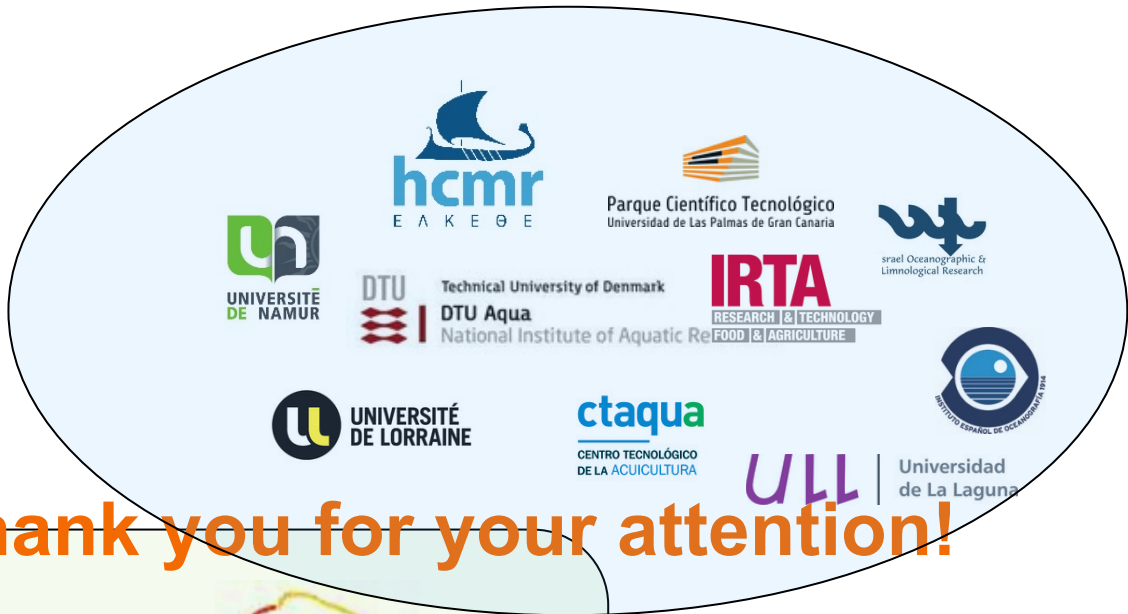 hcmr
ΕΛΚΕΘΕ
Parque Científico Tecnológico
Universidad de Las Palmas de Gran Canaria
srael Oceanographic &
Limnological Research
UNIVERSITÉ
DE NAMUR
DTU
Technical University of Denmark
DTU Aqua
National Institute of Aquatic Re
IRTA
RESEARCH & TECHNOLOGY
FOOD & AGRICULTURE
INSTITUTO ESPAÑOL DE OCEANOGRAFÍA 1914
UNIVERSITÉ
DE LORRAINE
ctaqua
CENTRO TECNOLÓGICO
DE LA ACUICULTURA
ULL
Universidad
de La Laguna
hank you for your attention!